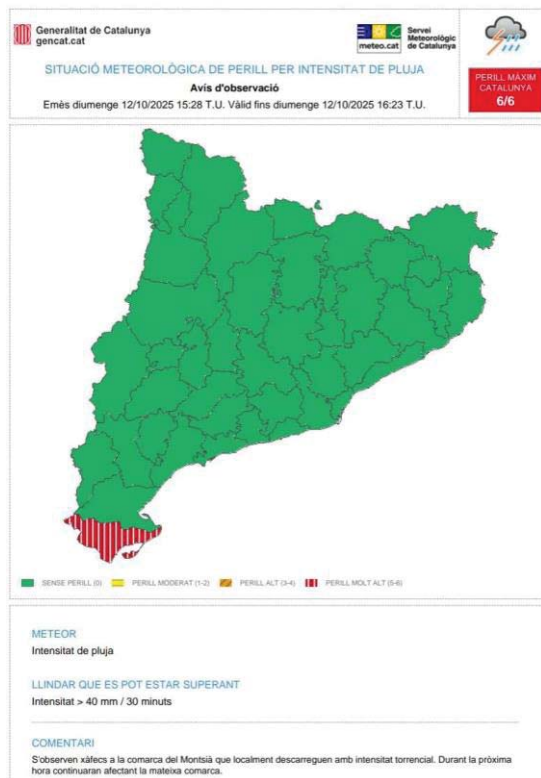 Generalitat de Catalunya
gencat.cat
meteo.cat
Servei
Meteorològic
de Catalunya
SITUACIÓ METEOROLÒGICA DE PERILL PER INTENSITAT DE PLUJA
Avís d'observació
Emès diumenge 12/10/2025 15:28 T.U. Vàlid fins diumenge 12/10/2025 16:23 T.U.
PERILL MÀXIM
CATALUNYA
6/6
SENSE PERILL (0) PERILL MODERAT (1-2) PERILL ALT (3-4) PERILL MOLT ALT (5-6)
METEOR
Intensitat de pluja
LLINDAR QUE ES POT ESTAR SUPERANT
Intensitat > 40 mm / 30 minuts
COMENTARI
S'observen xàfecs a la comarca del Montsià que localment descarreguen amb intensitat torrencial. Durant la pròxima
hora continuaran afectant la mateixa comarca.